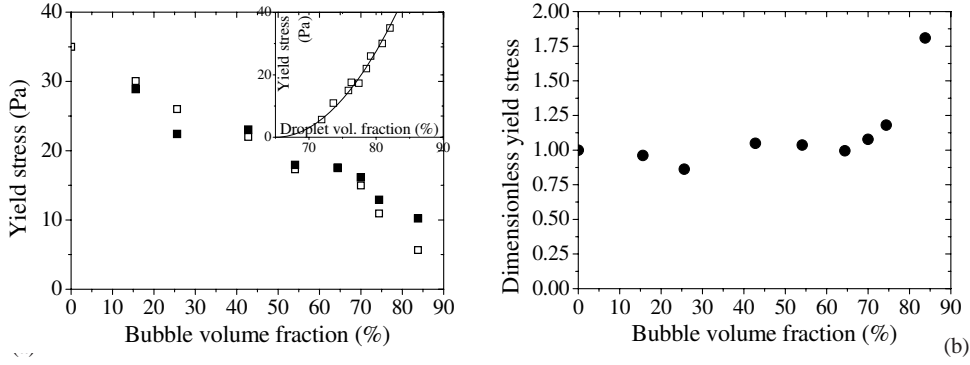 40
30
20
10
0
Yield stress (Pa)
0 10 20 30 40 50 60 70 80 90
Bubble volume fraction (%)
40
20
0
Yield stress
(Pa)
Droplet vol. fraction (%)
70 80
2.00
1.75
1.50
1.25
1.00
0.75
0.50
0.25
0.00
Dimensionless yield stress
0 10 20 30 40 50 60 70 80 90
Bubble volume fraction (%)
(b)